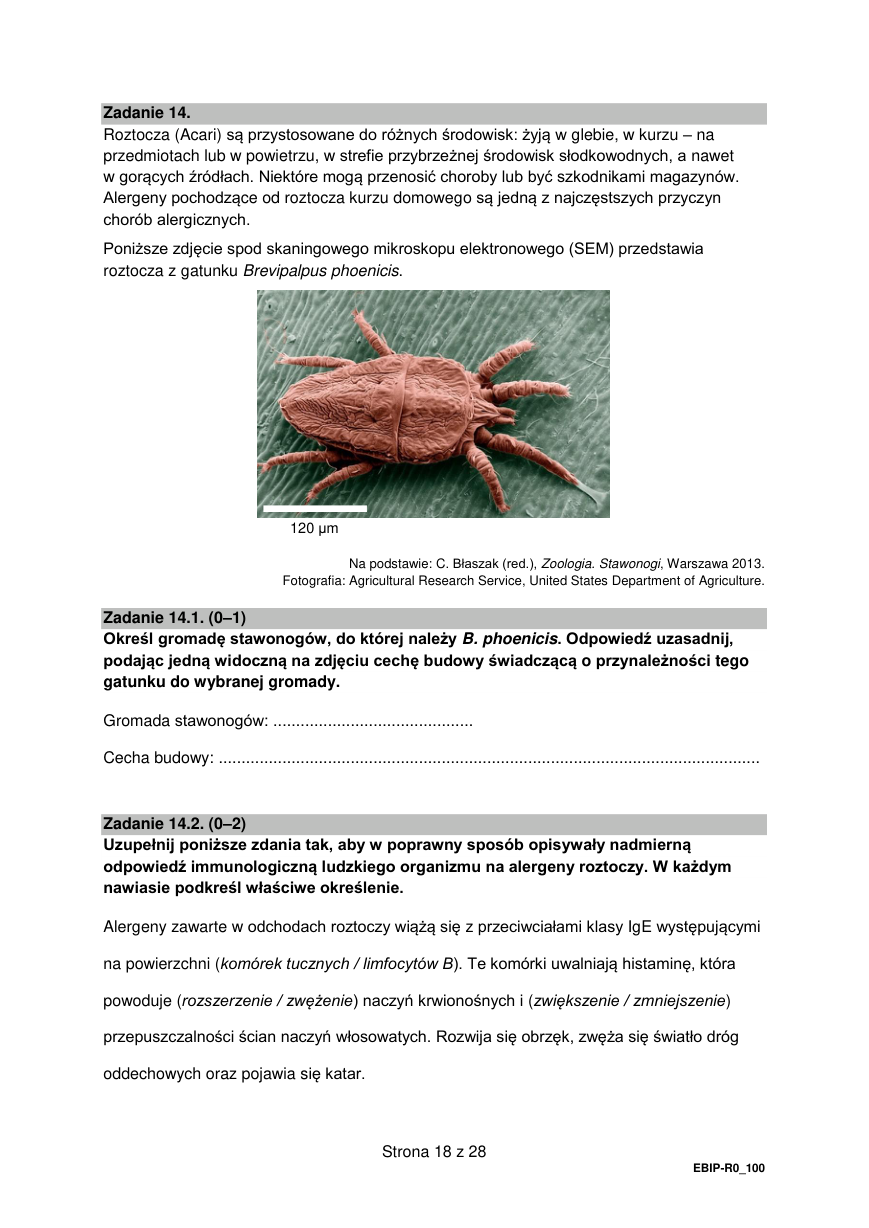 Zadanie 14.
Roztocza (Acari) są przystosowane do różnych środowisk: żyją w glebie, w kurzu – na
przedmiotach lub w powietrzu, w strefie przybrzeżnej środowisk słodkowodnych, a nawet
w gorących źródłach. Niektóre mogą przenosić choroby lub być szkodnikami magazynów.
Alergeny pochodzące od roztocza kurzu domowego są jedną z najczęstszych przyczyn
chorób alergicznych.
Poniższe zdjęcie spod skaningowego mikroskopu elektronowego (SEM) przedstawia
roztocza z gatunku Brevipalpus phoenicis.
120 µm
Na podstawie: C. Błaszak (red.), Zoologia. Stawonogi, Warszawa 2013.
Fotografia: Agricultural Research Service, United States Department of Agriculture.
Zadanie 14.1. (0–1)
Określ gromadę stawonogów, do której należy B. phoenicis. Odpowiedź uzasadnij,
podając jedną widoczną na zdjęciu cechę budowy świadczącą o przynależności tego
gatunku do wybranej gromady.
Gromada stawonogów: ............................................
Cecha budowy: ........................................................................................................................
Zadanie 14.2. (0–2)
Uzupełnij poniższe zdania tak, aby w poprawny sposób opisywały nadmierną
odpowiedź immunologiczną ludzkiego organizmu na alergeny roztoczy. W każdym
nawiasie podkreśl właściwe określenie.
Alergeny zawarte w odchodach roztoczy wiążą się z przeciwciałami klasy IgE występującymi
na powierzchni (komórek tucznych / limfocytów B). Te komórki uwalniają histaminę, która
powoduje (rozszerzenie / zwężenie) naczyń krwionośnych i (zwiększenie / zmniejszenie)
przepuszczalności ścian naczyń włosowatych. Rozwija się obrzęk, zwęża się światło dróg
oddechowych oraz pojawia się katar.
Strona 18 z 28
EBIP-R0_100